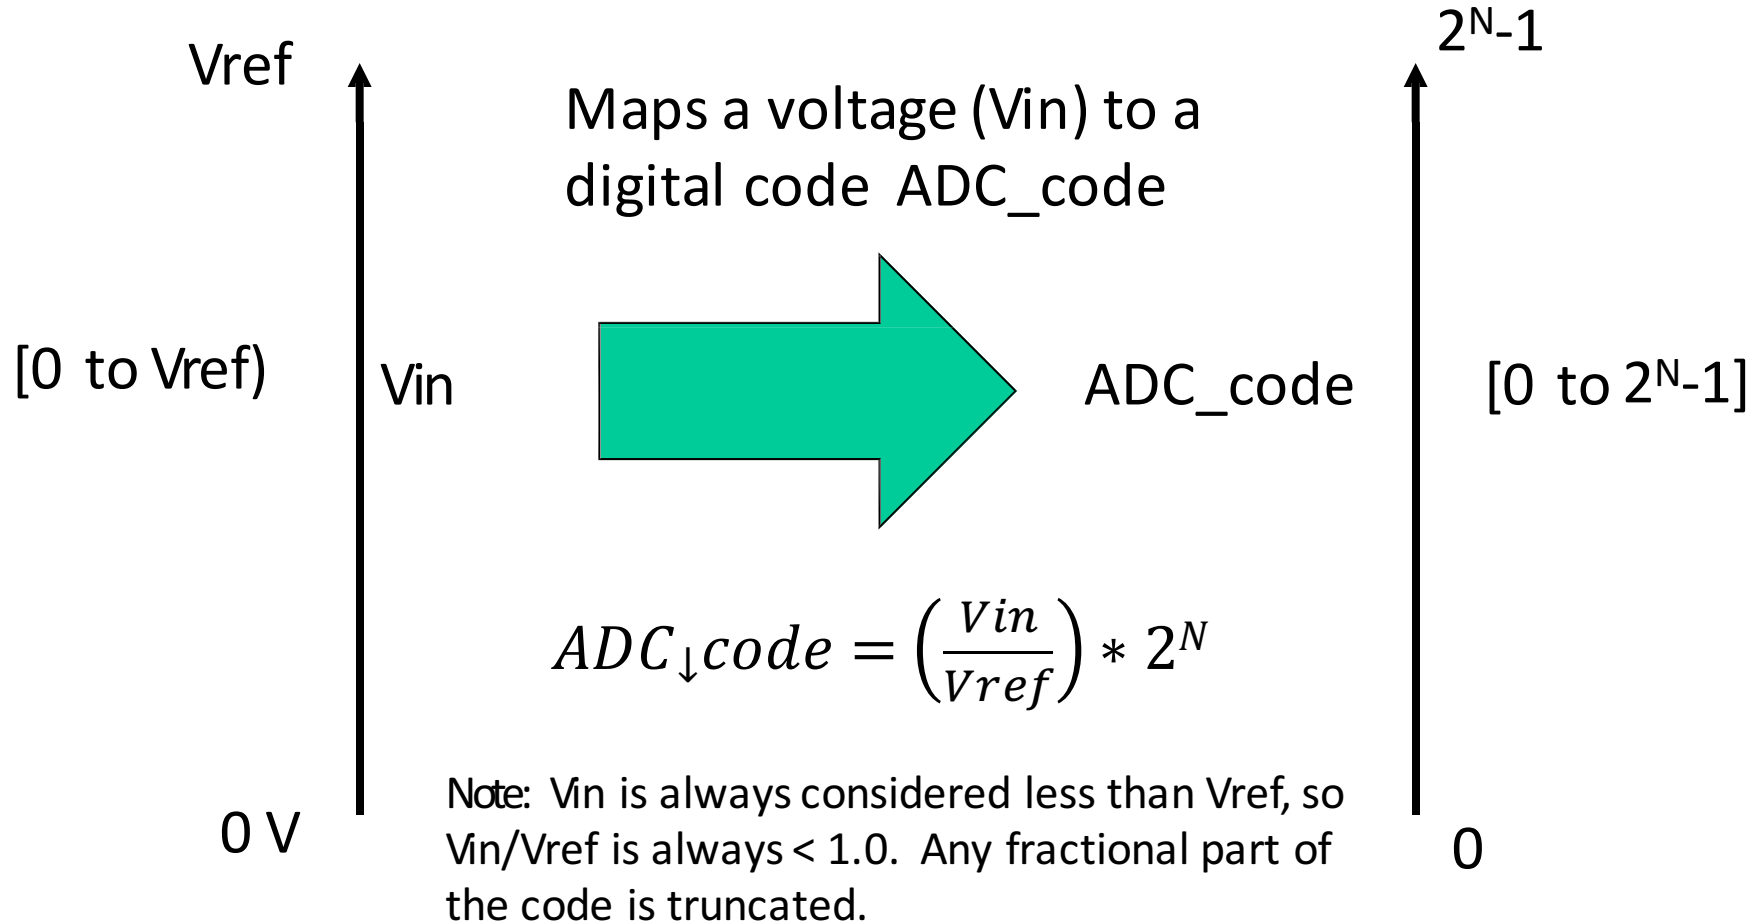 2ᴺ-1
Vref
Maps a voltage (Vin) to a
digital code ADC_code
[0 to Vref)
Vin
ADC_code
[0 to 2ᴺ-1]
ADC↓code = (Vin/Vref) * 2ᴺ
Note: Vin is always considered less than Vref, so
Vin/Vref is always < 1.0. Any fractional part of
the code is truncated.
0 V
0